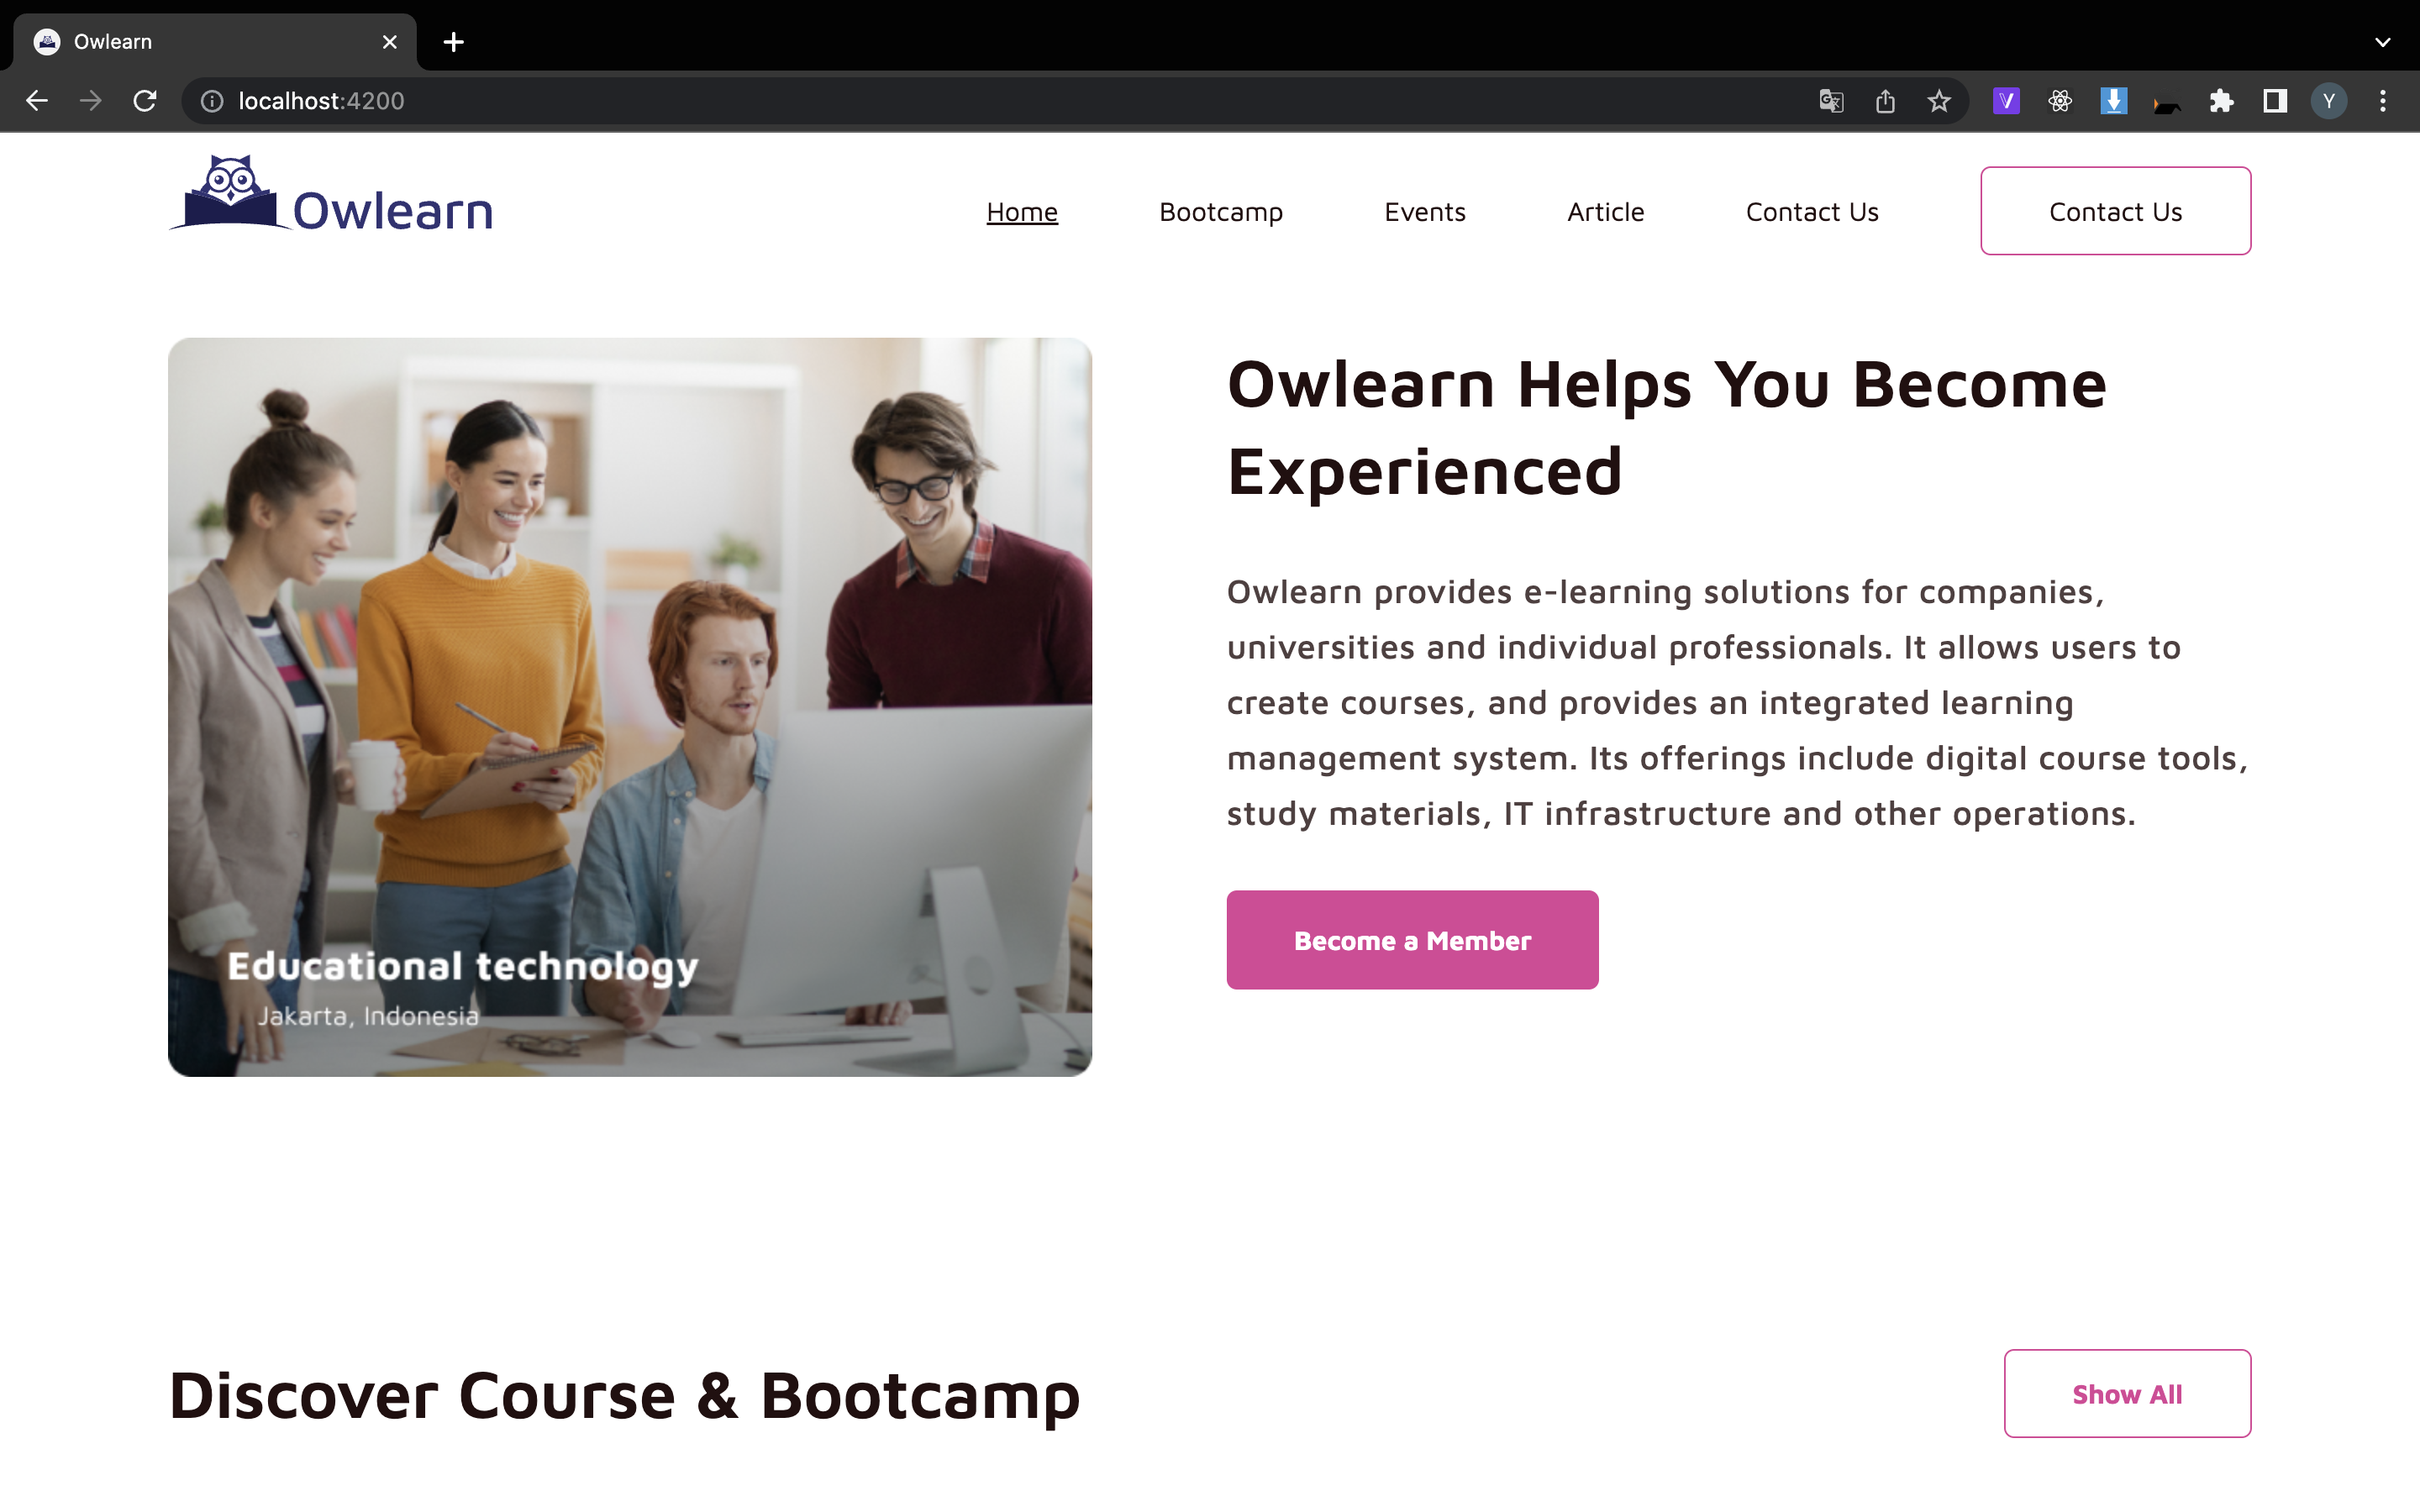 Owlearn
localhost:4200
Y
Owlearn
Home
Bootcamp
Events
Article
Contact Us
Contact Us
Educational technology
Jakarta, Indonesia
Owlearn Helps You Become
Experienced
Owlearn provides e-learning solutions for companies,
universities and individual professionals. It allows users to
create courses, and provides an integrated learning
management system. Its offerings include digital course tools,
study materials, IT infrastructure and other operations.
Become a Member
Discover Course & Bootcamp
Show All